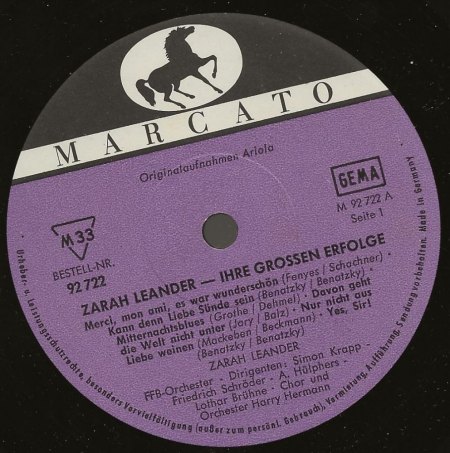 MARCATO
Originalaufnahmen Ariola
GEMA
M 92 722 A
Seite 1
M 33
BESTELL-NR.
92 722
ZARAH LEANDER — IHRE GROSSEN ERFOLGE
Merci, mon ami, es war wunderschön (Fenyes / Schachner)
Kann denn Liebe Sünde sein (Benatzky / Benatzky) ·
Mitternachtsblues (Grothe / Dehmel) · Davon geht
die Welt nicht unter (Jary / Balz) · Nur nicht aus
Liebe weinen (Mackeben / Beckmann) · Yes, Sir!
(Benatzky / Benatzky)
ZARAH LEANDER
FFB-Orchester - Dirigenten: Simon Krapp -
Friedrich Schröder - A. Hülphers -
Lothar Brühne - Chor und
Orchester Harry Hermann
Urheber- u. Leistungsschutzrechte, besonders Vervielfältigung (außer zum pers. Gebrauch), Vermietung, Aufführung, Sendung vorbehalten. Made in Germany